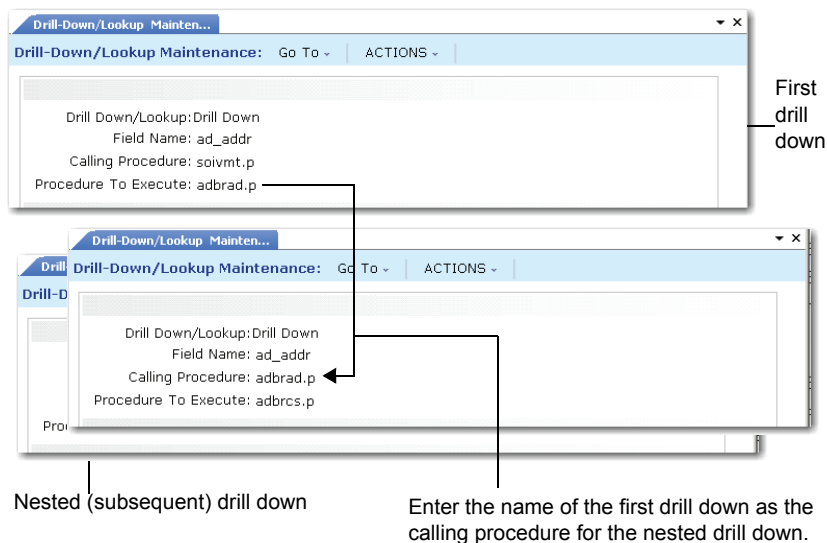 Drill-Down/Lookup Mainten...
Drill-Down/Lookup Maintenance: Go To ACTIONS
First
drill
down
Drill Down/Lookup:Drill Down
Field Name: ad_addr
Calling Procedure: soivmt.p
Procedure To Execute: adbrad.p
Drill-Down/Lookup Mainten...
Drill
Drill-Down/Lookup Maintenance: Go To ACTIONS
Drill-D
Drill Down/Lookup:Drill Down
Field Name: ad_addr
Calling Procedure: adbrad.p
Procedure To Execute: adbrcs.p
Pro
Nested (subsequent) drill down
Enter the name of the first drill down as the
calling procedure for the nested drill down.